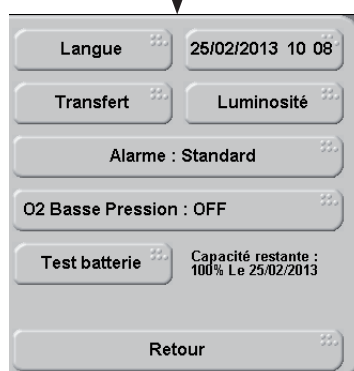 Langue
25/02/2013 10 08
Transfert
Luminosité
Alarme : Standard
O2 Basse Pression : OFF
Test batterie
Capacité restante :
100% Le 25/02/2013
Retour